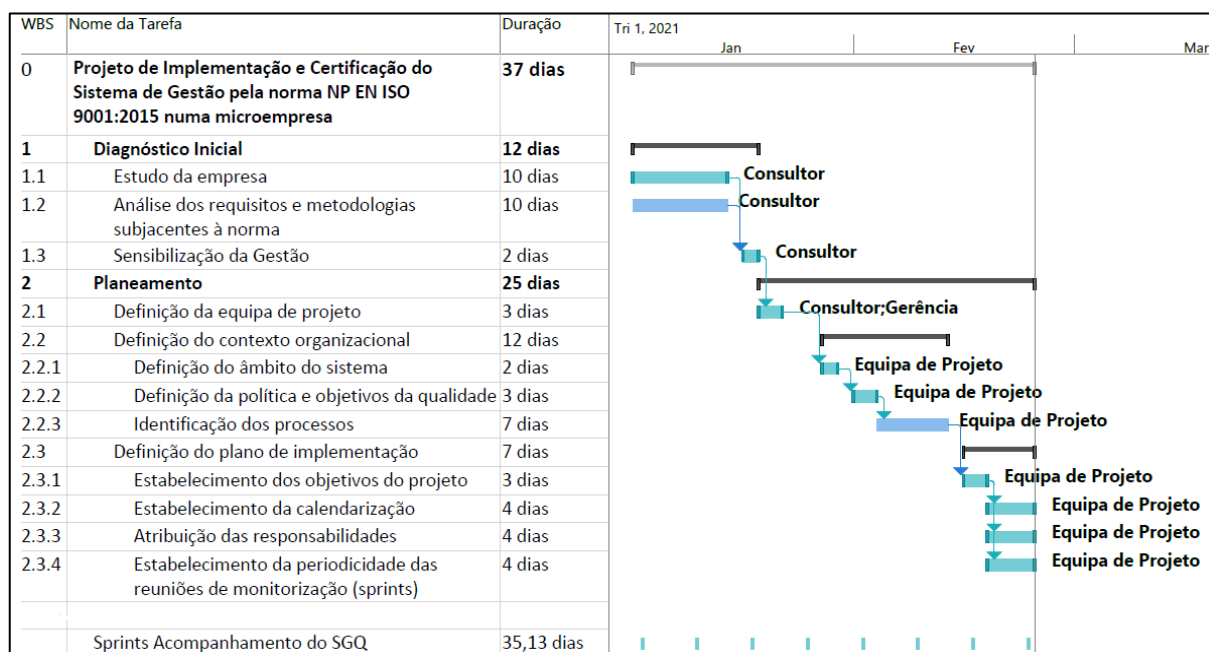 WBS Nome da Tarefa Duração Tri 1, 2021
Jan Fev Mar
0 Projeto de Implementação e Certificação do 37 dias
Sistema de Gestão pela norma NP EN ISO
9001:2015 numa microempresa
1 Diagnóstico Inicial 12 dias
1.1 Estudo da empresa 10 dias Consultor
1.2 Análise dos requisitos e metodologias 10 dias Consultor
subjacentes à norma
1.3 Sensibilização da Gestão 2 dias Consultor
2 Planeamento 25 dias
2.1 Definição da equipa de projeto 3 dias Consultor;Gerência
2.2 Definição do contexto organizacional 12 dias
2.2.1 Definição do âmbito do sistema 2 dias Equipa de Projeto
2.2.2 Definição da política e objetivos da qualidade 3 dias Equipa de Projeto
2.2.3 Identificação dos processos 7 dias Equipa de Projeto
2.3 Definição do plano de implementação 7 dias
2.3.1 Estabelecimento dos objetivos do projeto 3 dias Equipa de Projeto
2.3.2 Estabelecimento da calendarização 4 dias Equipa de Projeto
2.3.3 Atribuição das responsabilidades 4 dias Equipa de Projeto
2.3.4 Estabelecimento da periodicidade das 4 dias Equipa de Projeto
reuniões de monitorização (sprints)
Sprints Acompanhamento do SGQ 35,13 dias